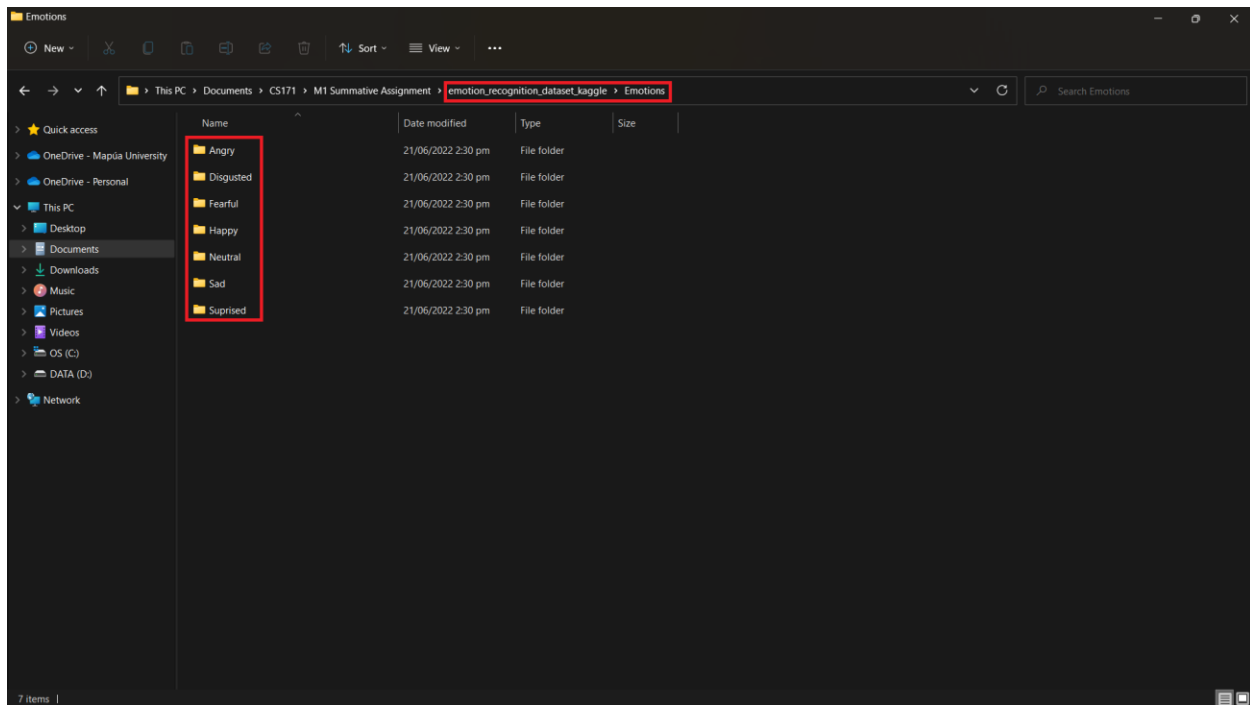 Emotions
New Sort View ...
This PC > Documents > CS171 > M1 Summative Assignment > emotion_recognition_dataset_kaggle > Emotions Search Emotions
Name Date modified Type Size
Quick access
OneDrive - Mapúa University
OneDrive - Personal
This PC
Desktop
Documents
Downloads
Music
Pictures
Videos
OS (C:)
DATA (D:)
Network
Angry 21/06/2022 2:30 pm File folder
Disgusted 21/06/2022 2:30 pm File folder
Fearful 21/06/2022 2:30 pm File folder
Happy 21/06/2022 2:30 pm File folder
Neutral 21/06/2022 2:30 pm File folder
Sad 21/06/2022 2:30 pm File folder
Suprised 21/06/2022 2:30 pm File folder
7 items